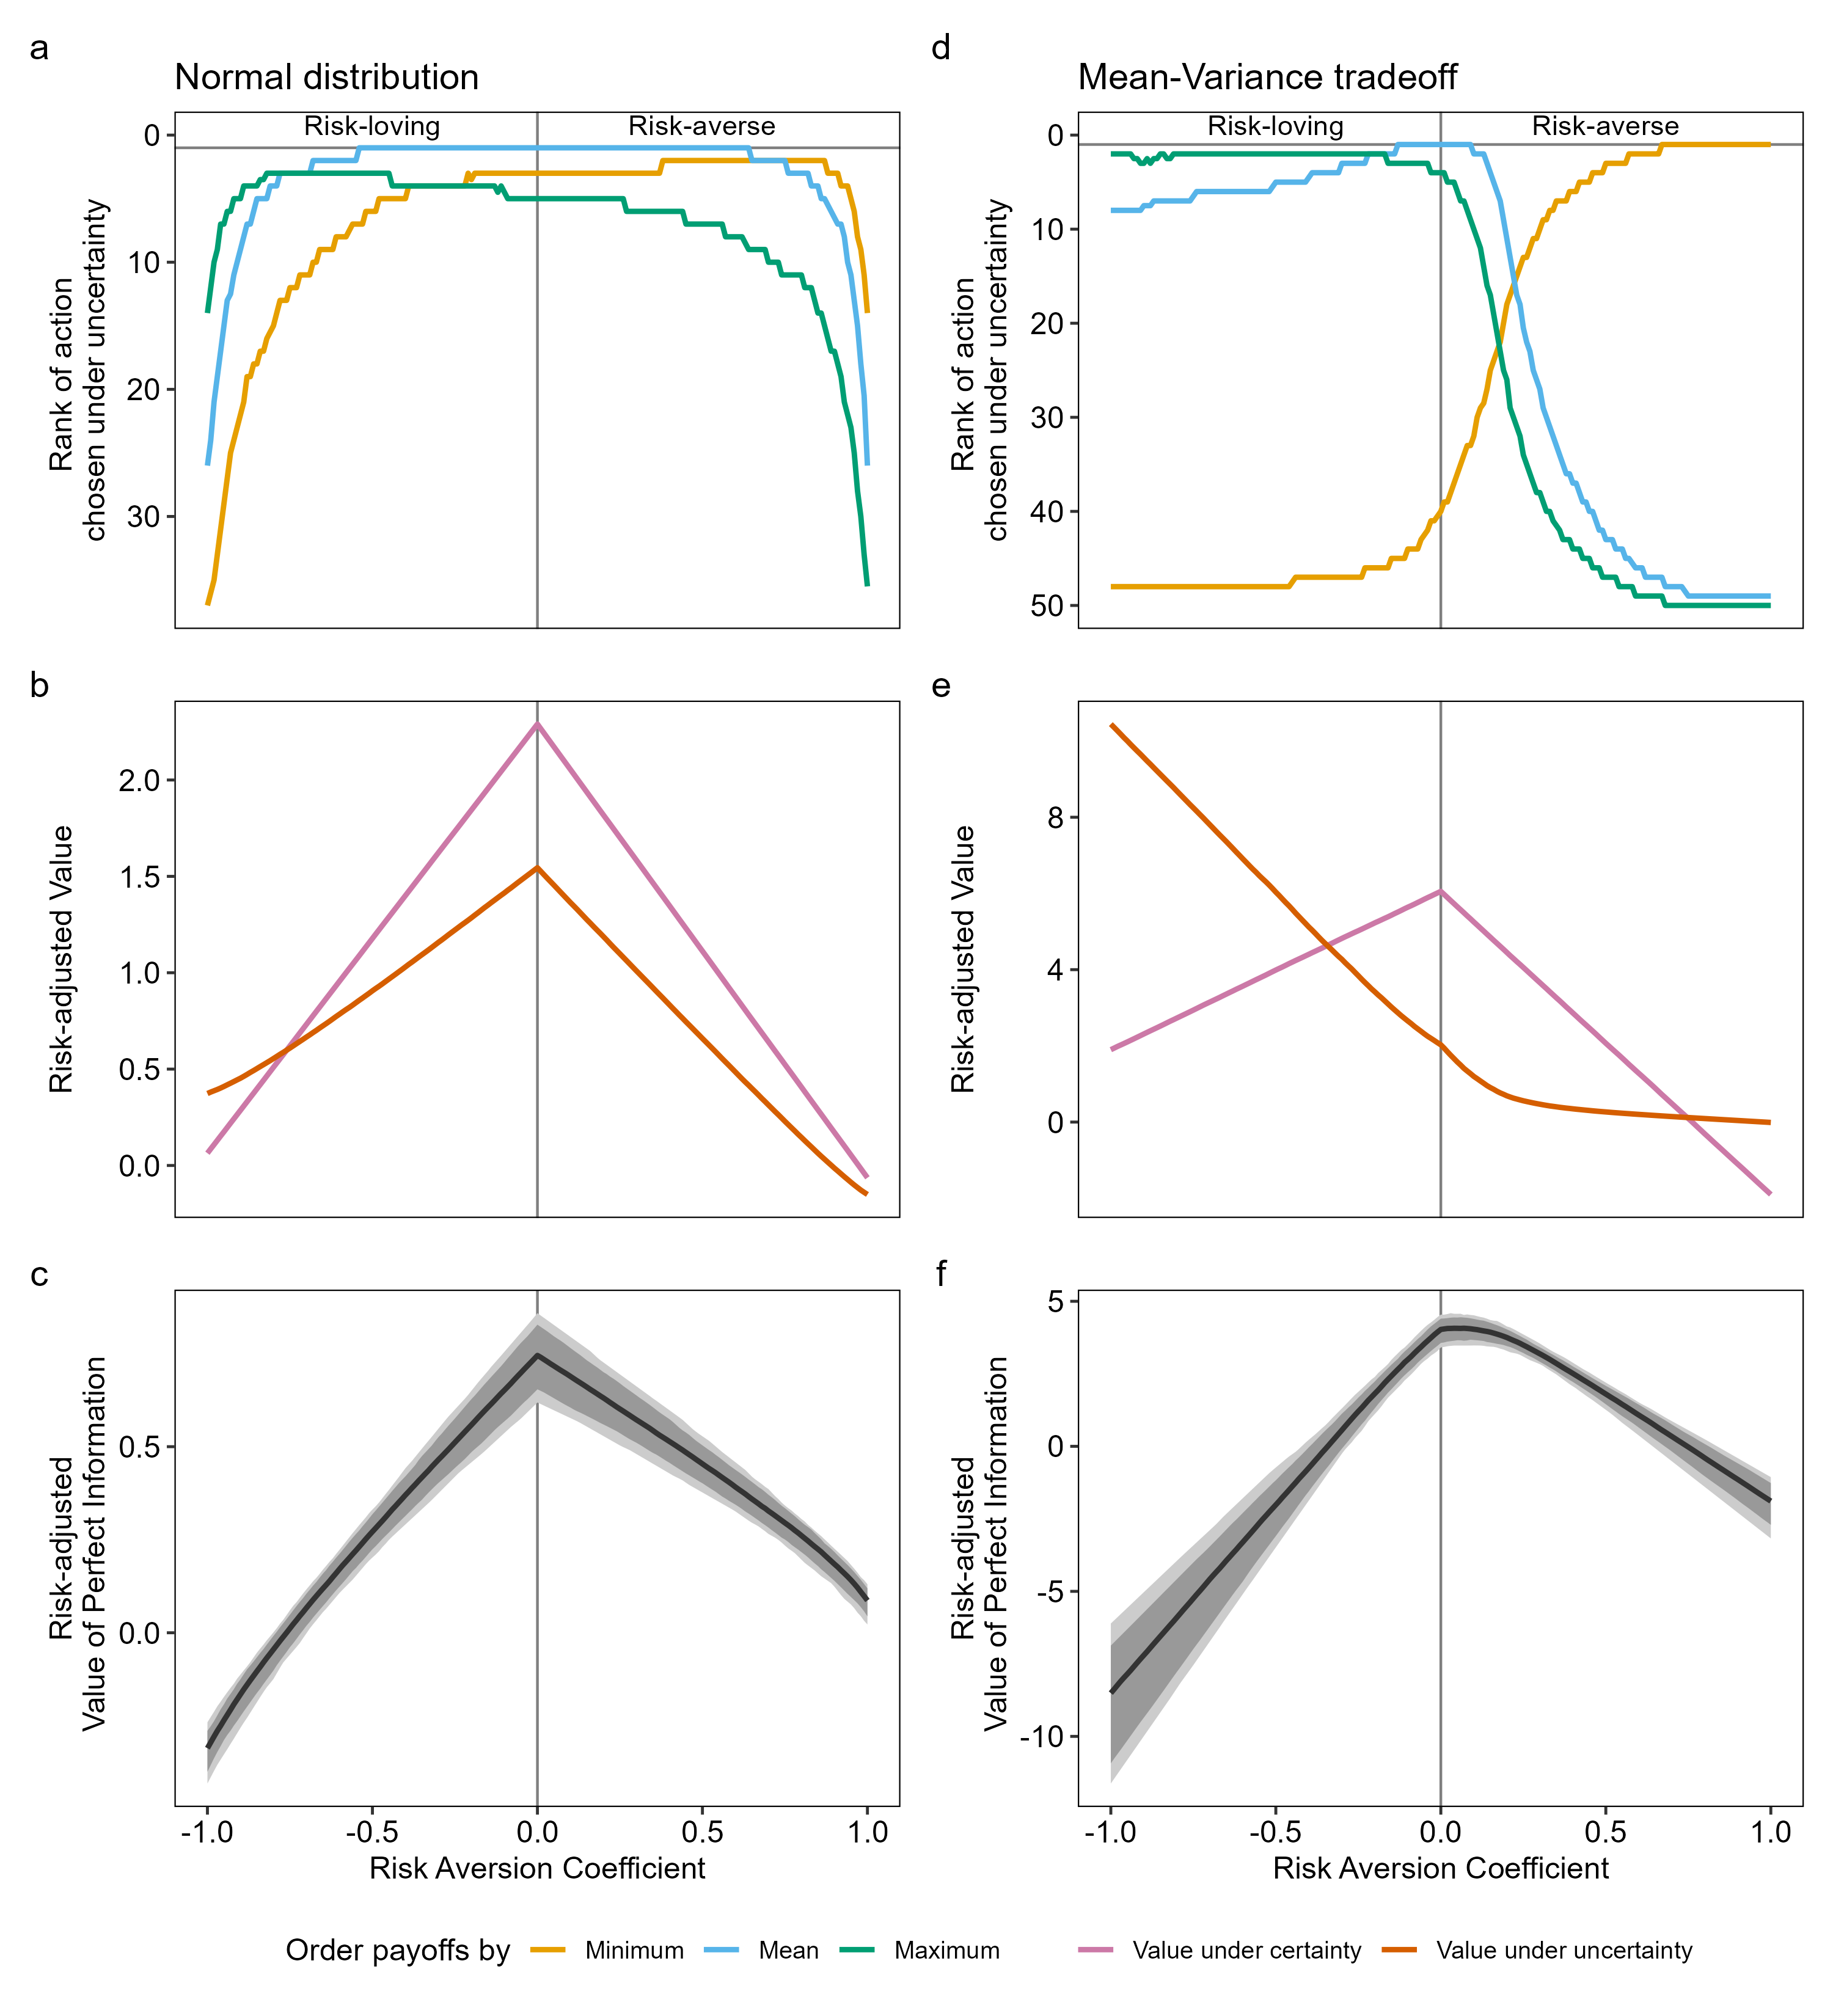 a
Normal distribution
Risk-loving
Risk-averse
0
10
20
30
Rank of action
chosen under uncertainty
b
2.0
1.5
1.0
0.5
0.0
Risk-adjusted Value
c
0.5
0.0
Risk-adjusted
Value of Perfect Information
-1.0
-0.5
0.0
0.5
1.0
Risk Aversion Coefficient
d
Mean-Variance tradeoff
Risk-loving
Risk-averse
0
10
20
30
40
50
Rank of action
chosen under uncertainty
e
8
4
0
Risk-adjusted Value
f
5
0
-5
-10
Risk-adjusted
Value of Perfect Information
-1.0
-0.5
0.0
0.5
1.0
Risk Aversion Coefficient
Order payoffs by
Minimum
Mean
Maximum
Value under certainty
Value under uncertainty